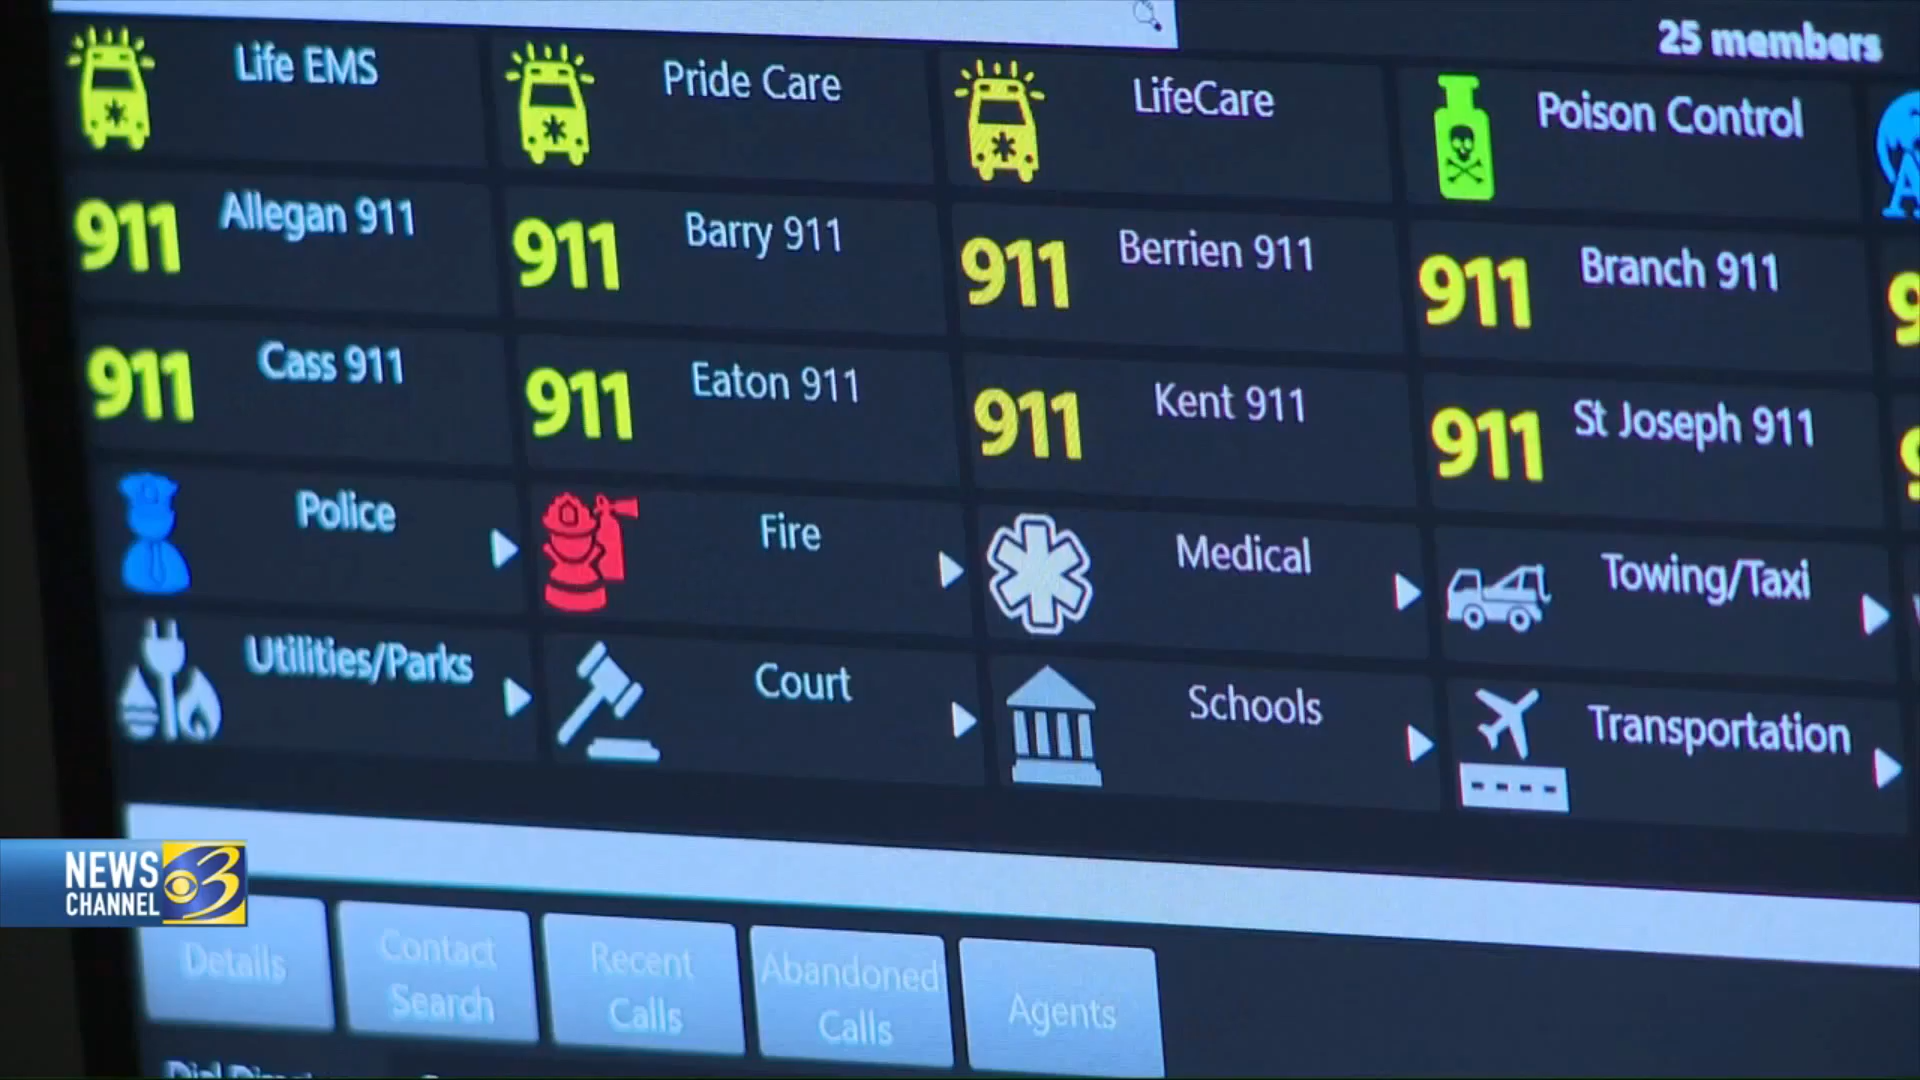 25 members
Life EMS
Pride Care
LifeCare
Poison Control
911 Allegan 911
911 Barry 911
911 Berrien 911
911 Branch 911
911 Cass 911
911 Eaton 911
911 Kent 911
911 St Joseph 911
Police
Fire
Medical
Towing/Taxi
Utilities/Parks
Court
Schools
Transportation
NEWS
CHANNEL 3
Details
Contact
Search
Recent
Calls
Abandoned
Calls
Agents